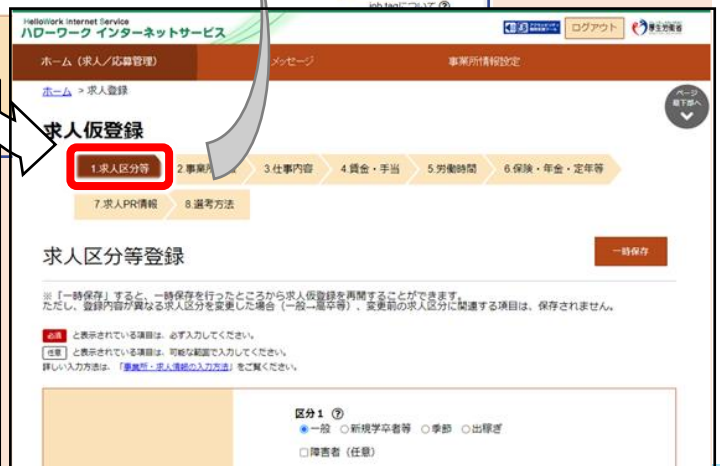 job tagについて ?
HelloWork Internet Service
ハローワーク インターネットサービス
ログアウト
厚生労働省
ホーム（求人／応募管理）
メッセージ
事業所情報設定
ホーム > 求人登録
ページ
最下部へ
求人仮登録
1.求人区分等
2.事業所
3.仕事内容
4.賃金・手当
5.労働時間
6.保険・年金・定年等
7.求人PR情報
8.選考方法
求人区分等登録
一時保存
※「一時保存」すると、一時保存を行ったところから求人仮登録を再開することができます。
ただし、登録内容が異なる求人区分を変更した場合（一般→高卒等）、変更前の求人区分に関連する項目は、保存されません。
必須 と表示されている項目は、必ず入力してください。
任意 と表示されている項目は、可能な範囲で入力してください。
詳しい入力方法は、「事業所・求人情報の入力方法」をご覧ください。
区分1 ?
一般 新規学卒者等 季節 出稼ぎ
障害者（任意）